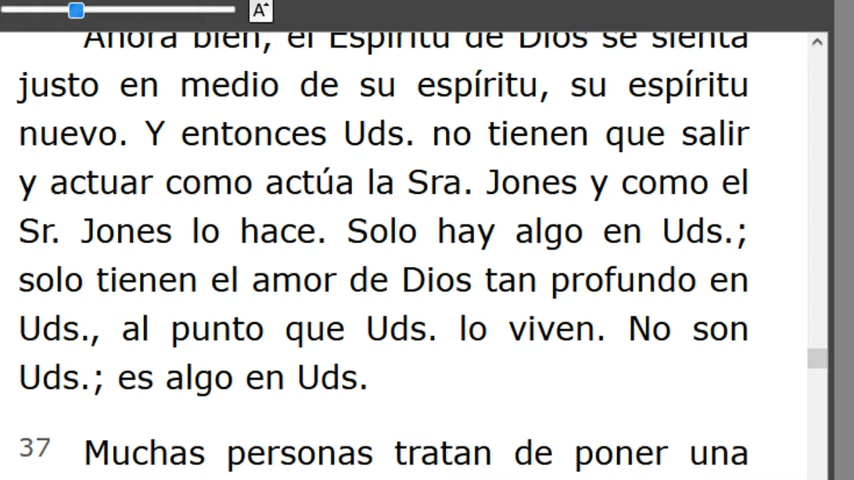 A
Ahora bien, el Espíritu de Dios se sienta
justo en medio de su espíritu, su espíritu
nuevo. Y entonces Uds. no tienen que salir
y actuar como actúa la Sra. Jones y como el
Sr. Jones lo hace. Solo hay algo en Uds.;
solo tienen el amor de Dios tan profundo en
Uds., al punto que Uds. lo viven. No son
Uds.; es algo en Uds.
37 Muchas personas tratan de poner una